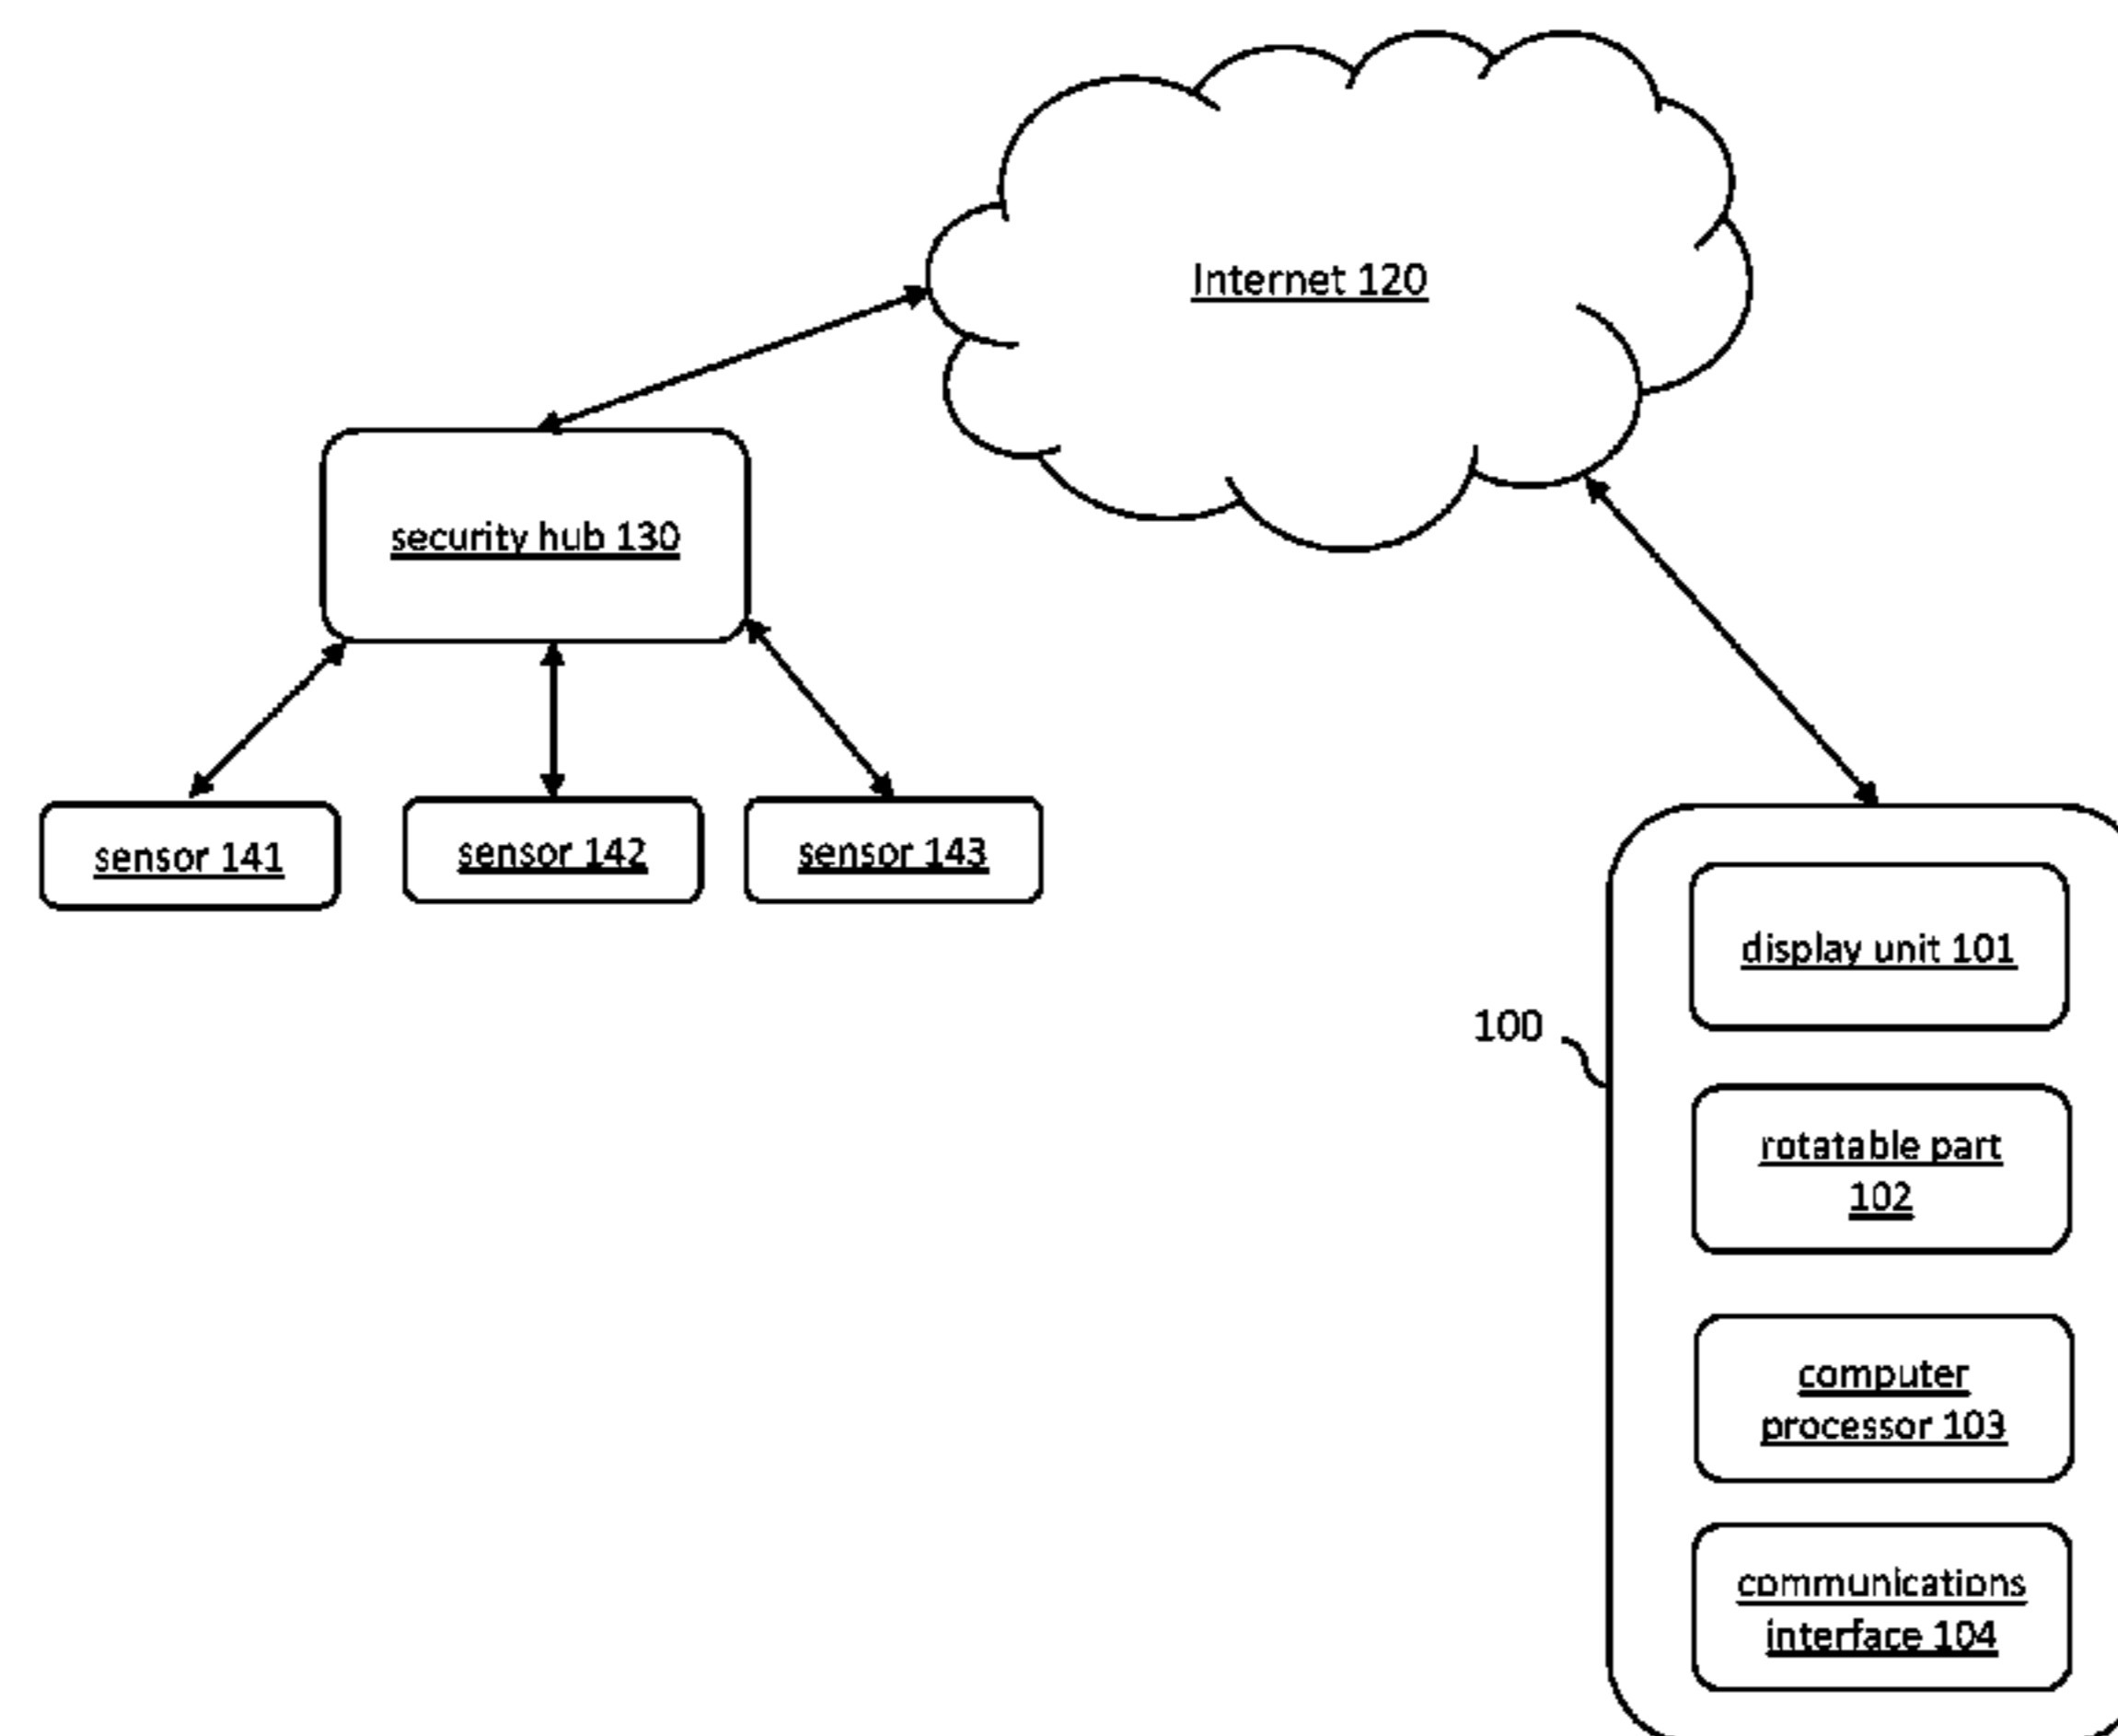 Internet 120
security hub 130
sensor 141
sensor 142
sensor 143
display unit 101
100
rotatable part
102
computer
processor 103
communications
interface 104